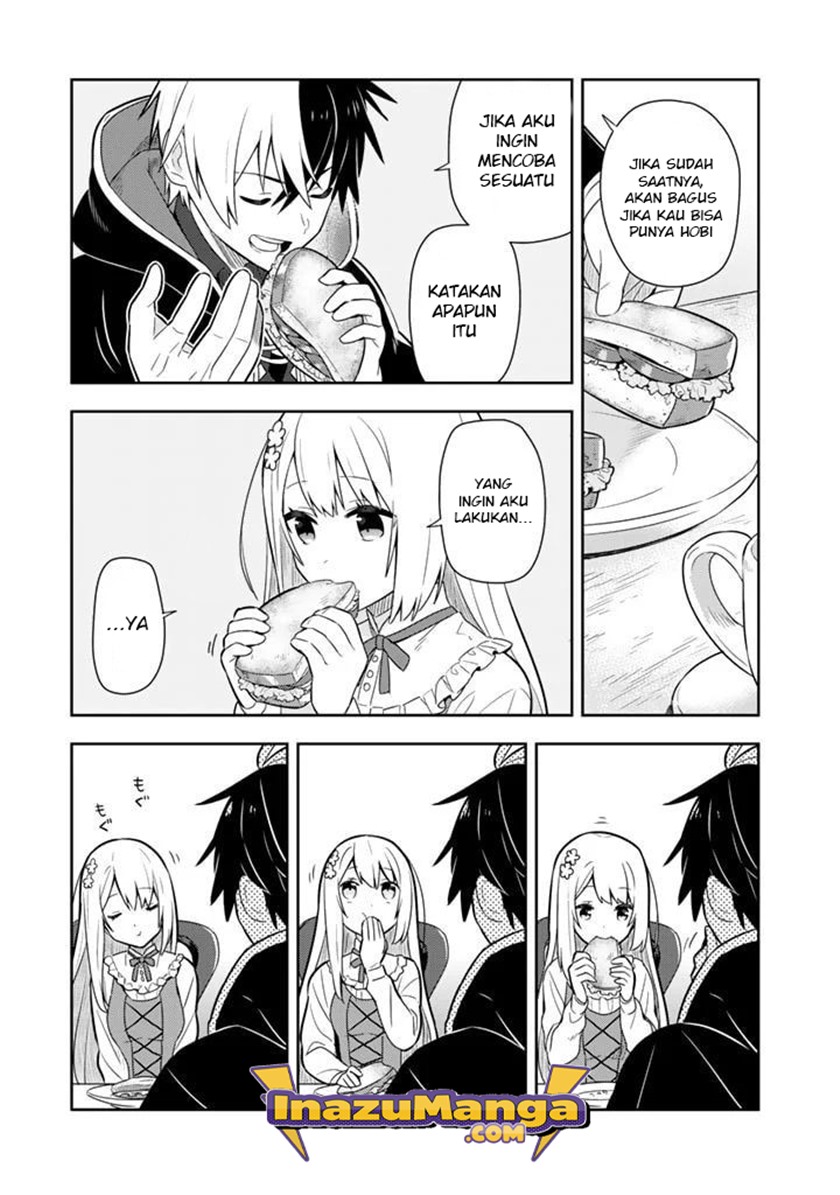 JIKA SUDAH
SAATNYA,
AKAN BAGUS
JIKA KAU BISA
PUNYA HOBI
JIKA AKU
INGIN
MENCOBA
SESUATU
KATAKAN
APAPUN
ITU
YANG
INGIN AKU
LAKUKAN...
...YA
もぐ
もぐ
INAZUMANGA
.COM